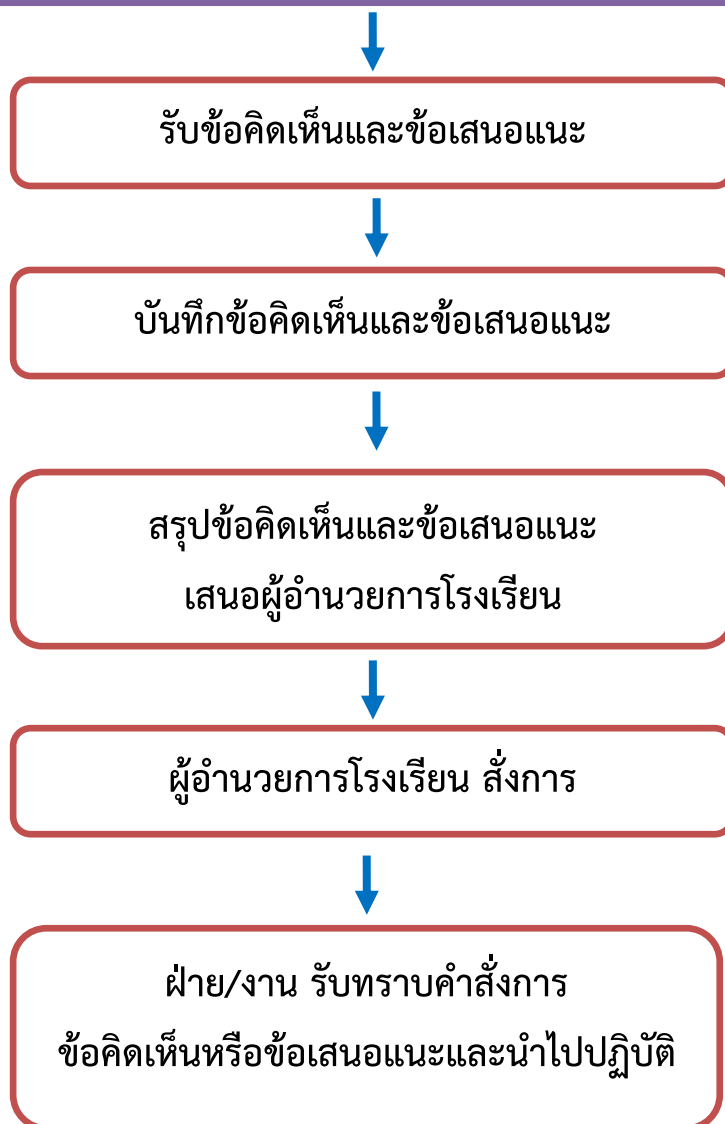 รับข้อคิดเห็นและข้อเสนอแนะ
บันทึกข้อคิดเห็นและข้อเสนอแนะ
สรุปข้อคิดเห็นและข้อเสนอแนะ
เสนอผู้อำนวยการโรงเรียน
ผู้อำนวยการโรงเรียน สั่งการ
ฝ่าย/งาน รับทราบคำสั่งการ
ข้อคิดเห็นหรือข้อเสนอแนะและนำไปปฏิบัติ